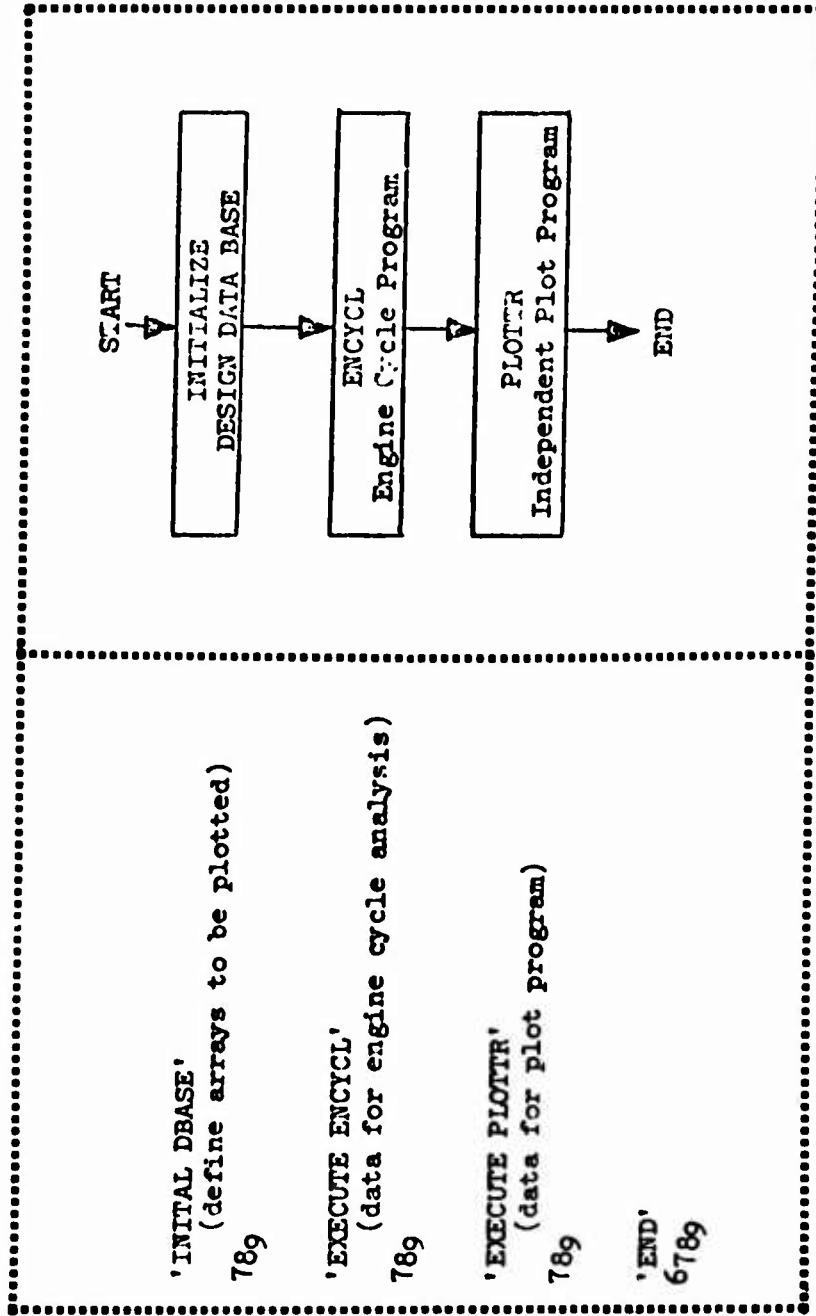 'INITAL DBASE'
(define arrays to be plotted)
789
'EXECUTE ENCYCL'
(data for engine cycle analysis)
789
'EXECUTE PLOTTR'
(data for plot program)
789
'END'
6789
START
INITIALIZE
DESIGN DATA BASE
ENCYCL
Engine Cycle Program
PLOTTR
Independent Plot Program
END